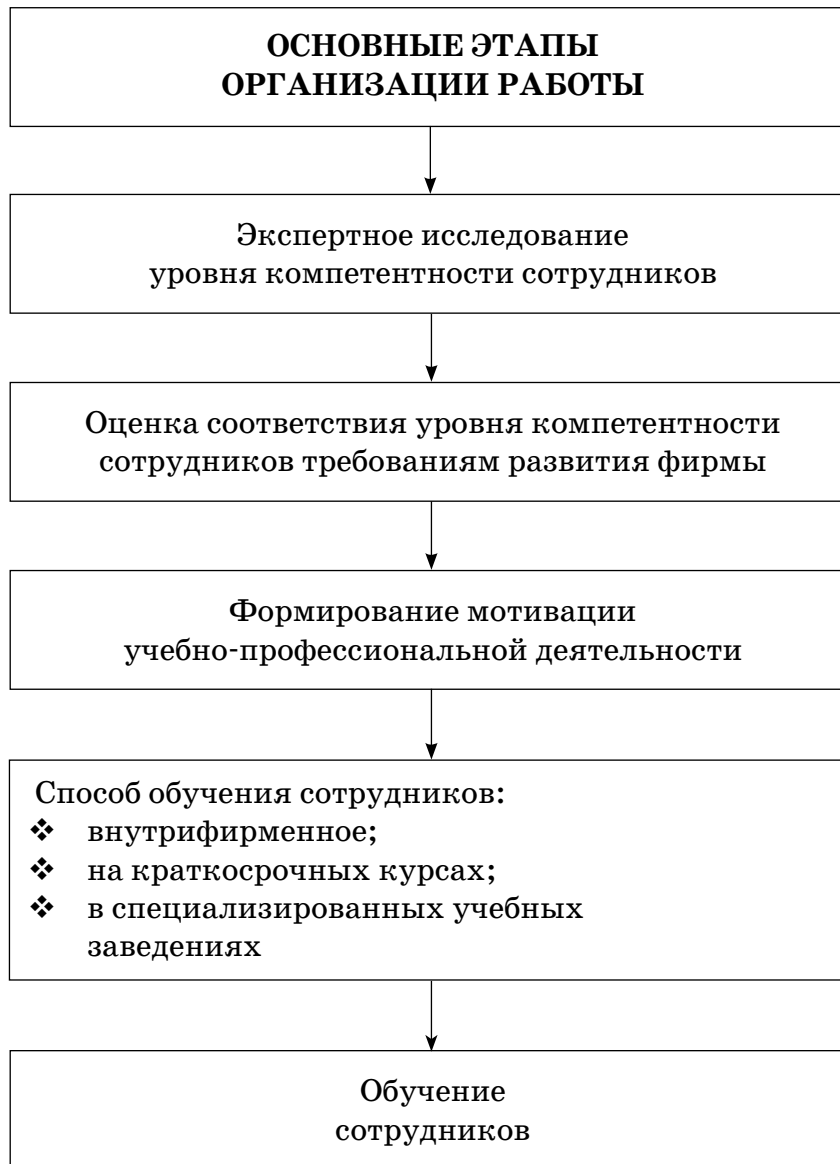 ОСНОВНЫЕ ЭТАПЫ
ОРГАНИЗАЦИИ РАБОТЫ
Экспертное исследование
уровня компетентности сотрудников
Оценка соответствия уровня компетентности
сотрудников требованиям развития фирмы
Формирование мотивации
учебно-профессиональной деятельности
Способ обучения сотрудников:
❖ внутрифирменное;
❖ на краткосрочных курсах;
❖ в специализированных учебных
заведениях
Обучение
сотрудников